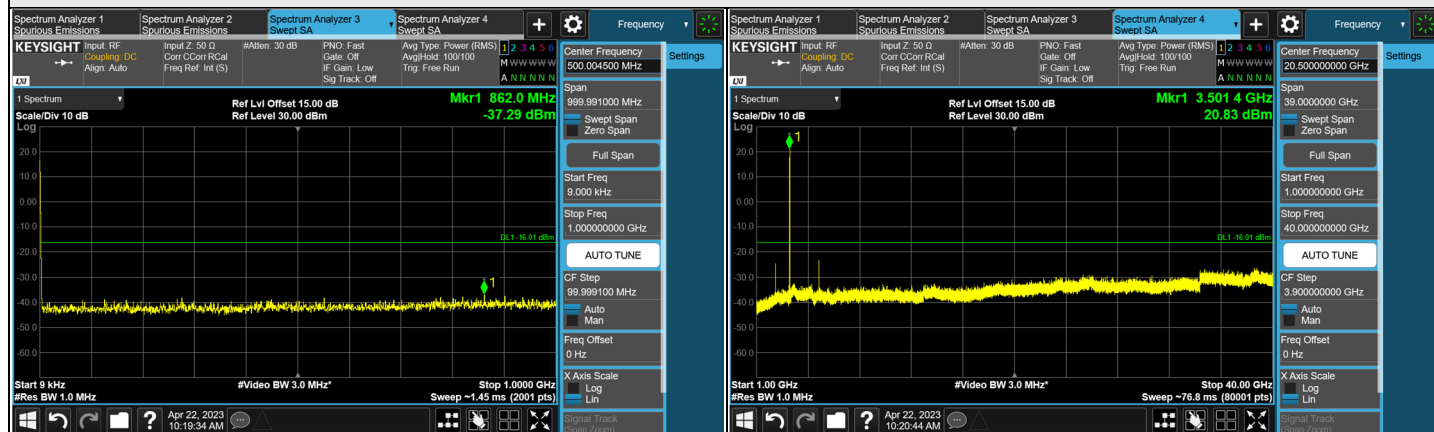 Spectrum Analyzer 1
Spurious Emissions
Spectrum Analyzer 2
Spurious Emissions
Spectrum Analyzer 3
Swept SA
Spectrum Analyzer 4
Swept SA
+
Frequency
KEYSIGHT
LXI
Input: RF
Coupling: DC
Align: Auto
Input Z: 50 Ω
Corr CCorr RCal
Freq Ref: Int (S)
#Atten: 30 dB
PNO: Fast
Gate: Off
IF Gain: Low
Sig Track: Off
Avg Type: Power (RMS)
Avg|Hold: 100/100
Trig: Free Run
1 2 3 4 5 6
M W W W W W
A N N N N N
1 Spectrum
Scale/Div 10 dB
Log
Ref Lvl Offset 15.00 dB
Ref Level 30.00 dBm
Mkr1 862.0 MHz
-37.29 dBm
1
20.0
10.0
0.00
-10.0
-20.0
-30.0
-40.0
-50.0
-60.0
DL1 -16.01 dBm
Start 9 kHz
#Res BW 1.0 MHz
#Video BW 3.0 MHz*
Stop 1.0000 GHz
Sweep ~1.45 ms (2001 pts)
Center Frequency
500.004500 MHz
Settings
Span
999.991000 MHz
Swept Span
Zero Span
Full Span
Start Freq
9.000 kHz
Stop Freq
1.000000000 GHz
AUTO TUNE
CF Step
99.999100 MHz
Auto
Man
Freq Offset
0 Hz
X Axis Scale
Log
Lin
Signal Track
(Span Zoom)
?
Apr 22, 2023
10:19:34 AM
Spectrum Analyzer 1
Spurious Emissions
Spectrum Analyzer 2
Spurious Emissions
Spectrum Analyzer 3
Swept SA
Spectrum Analyzer 4
Swept SA
+
Frequency
KEYSIGHT
LXI
Input: RF
Coupling: DC
Align: Auto
Input Z: 50 Ω
Corr CCorr RCal
Freq Ref: Int (S)
#Atten: 30 dB
PNO: Fast
Gate: Off
IF Gain: Low
Sig Track: Off
Avg Type: Power (RMS)
Avg|Hold: 100/100
Trig: Free Run
1 2 3 4 5 6
M W W W W W
A N N N N N
1 Spectrum
Scale/Div 10 dB
Log
Ref Lvl Offset 15.00 dB
Ref Level 30.00 dBm
Mkr1 3.501 4 GHz
20.83 dBm
1
20.0
10.0
0.00
-10.0
-20.0
-30.0
-40.0
-50.0
-60.0
DL1 -16.01 dBm
Start 1.00 GHz
#Res BW 1.0 MHz
#Video BW 3.0 MHz*
Stop 40.00 GHz
Sweep ~76.8 ms (80001 pts)
Center Frequency
20.500000000 GHz
Settings
Span
39.0000000 GHz
Swept Span
Zero Span
Full Span
Start Freq
1.000000000 GHz
Stop Freq
40.000000000 GHz
AUTO TUNE
CF Step
3.900000000 GHz
Auto
Man
Freq Offset
0 Hz
X Axis Scale
Log
Lin
Signal Track
(Span Zoom)
?
Apr 22, 2023
10:20:44 AM